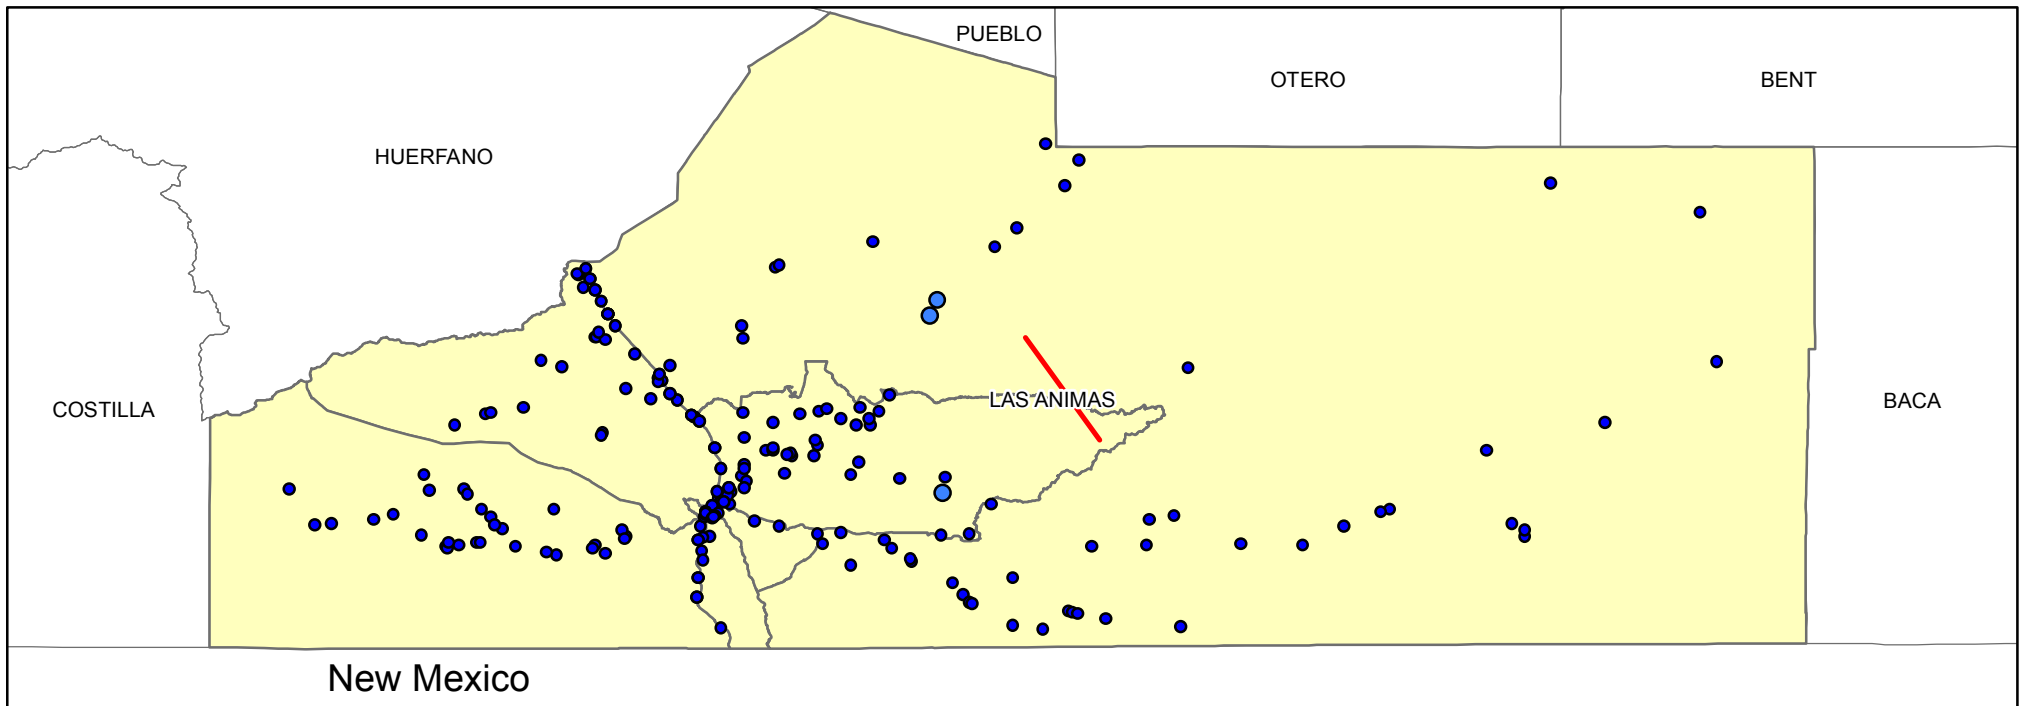 PUEBLO
OTERO
BENT
HUERFANO
LAS ANIMAS
COSTILLA
BACA
New Mexico